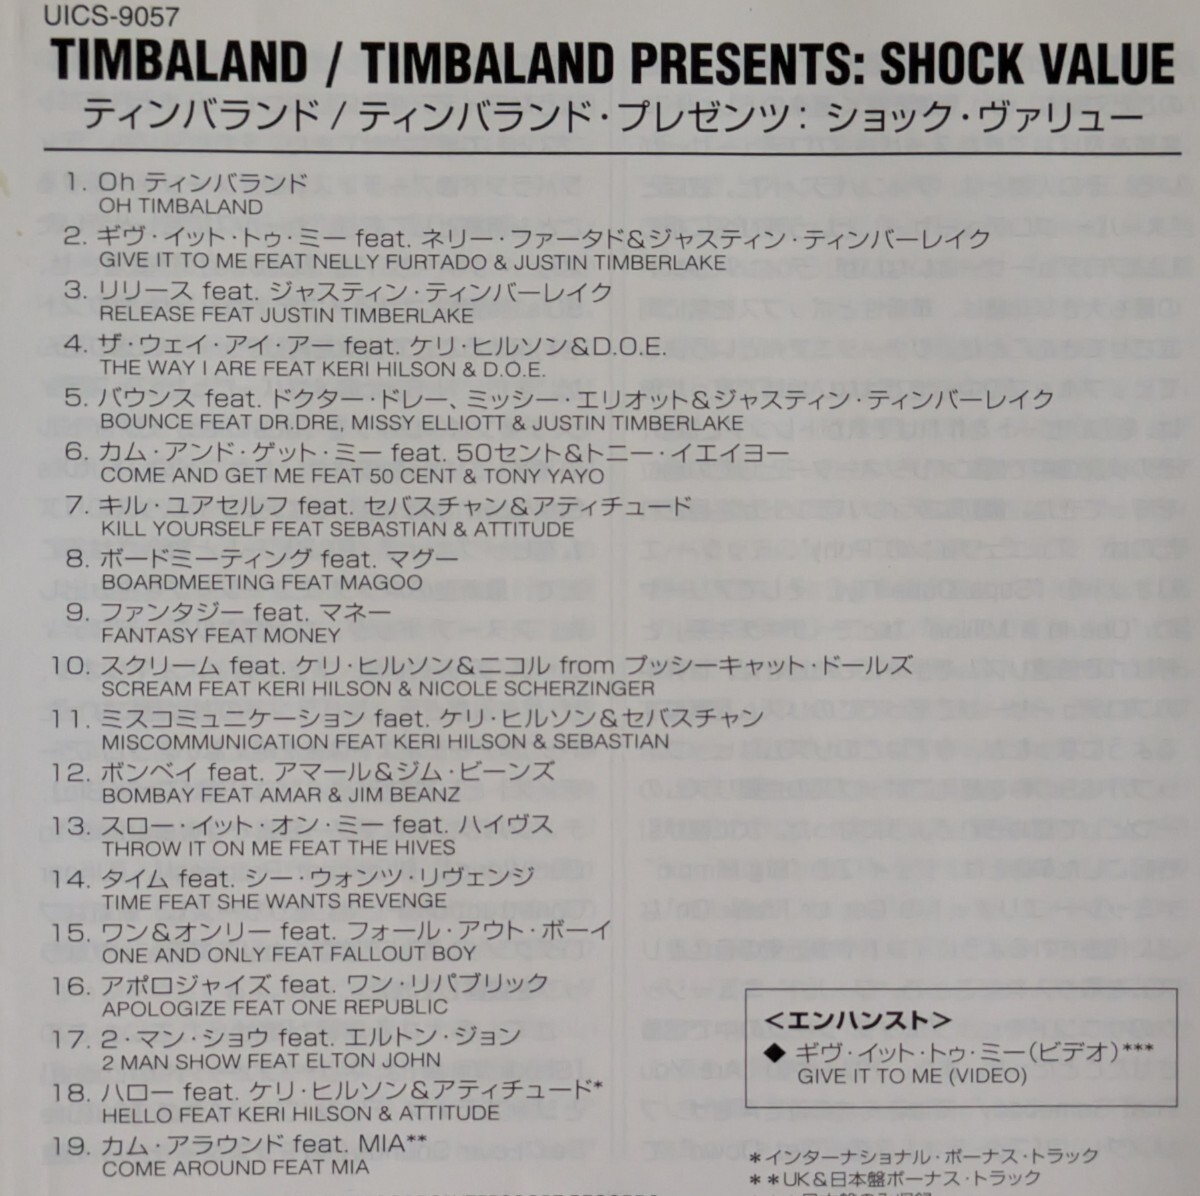 UICS-9057
TIMBALAND / TIMBALAND PRESENTS: SHOCK VALUE
ティンバランド / ティンバランド・プレゼンツ: ショック・ヴァリュー
1. Oh ティンバランド
OH TIMBALAND
2. ギヴ・イット・トゥ・ミー feat. ネリー・ファータド&ジャスティン・ティンバーレイク
GIVE IT TO ME FEAT NELLY FURTADO & JUSTIN TIMBERLAKE
3. リリース feat. ジャスティン・ティンバーレイク
RELEASE FEAT JUSTIN TIMBERLAKE
4. ザ・ウェイ・アイ・アー feat. ケリ・ヒルソン&D.O.E.
THE WAY I ARE FEAT KERI HILSON & D.O.E.
5. バウンス feat. ドクター・ドレー、ミッシー・エリオット&ジャスティン・ティンバーレイク
BOUNCE FEAT DR.DRE, MISSY ELLIOTT & JUSTIN TIMBERLAKE
6. カム・アンド・ゲット・ミー feat. 50セント&トニー・イエイヨー
COME AND GET ME FEAT 50 CENT & TONY YAYO
7. キル・ユアセルフ feat. セバスチャン&アティチュード
KILL YOURSELF FEAT SEBASTIAN & ATTITUDE
8. ボードミーティング feat. マグー
BOARDMEETING FEAT MAGOO
9. ファンタジー feat. マネー
FANTASY FEAT MONEY
10. スクリーム feat. ケリ・ヒルソン&ニコル from プッシーキャット・ドールズ
SCREAM FEAT KERI HILSON & NICOLE SCHERZINGER
11. ミスコミュニケーション faet. ケリ・ヒルソン&セバスチャン
MISCOMMUNICATION FEAT KERI HILSON & SEBASTIAN
12. ボンベイ feat. アマール&ジム・ビーンズ
BOMBAY FEAT AMAR & JIM BEANZ
13. スロー・イット・オン・ミー feat. ハイヴス
THROW IT ON ME FEAT THE HIVES
14. タイム feat. シー・ウォンツ・リヴェンジ
TIME FEAT SHE WANTS REVENGE
15. ワン&オンリー feat. フォール・アウト・ボーイ
ONE AND ONLY FEAT FALLOUT BOY
16. アポロジャイズ feat. ワン・リパブリック
APOLOGIZE FEAT ONE REPUBLIC
17. 2・マン・ショウ feat. エルトン・ジョン
2 MAN SHOW FEAT ELTON JOHN
18. ハロー feat. ケリ・ヒルソン&アティチュード*
HELLO FEAT KERI HILSON & ATTITUDE
19. カム・アラウンド feat. MIA**
COME AROUND FEAT MIA
<エンハンスト>
◆ ギヴ・イット・トゥ・ミー(ビデオ)***
GIVE IT TO ME (VIDEO)
*インターナショナル・ボーナス・トラック
**UK&日本盤ボーナス・トラック